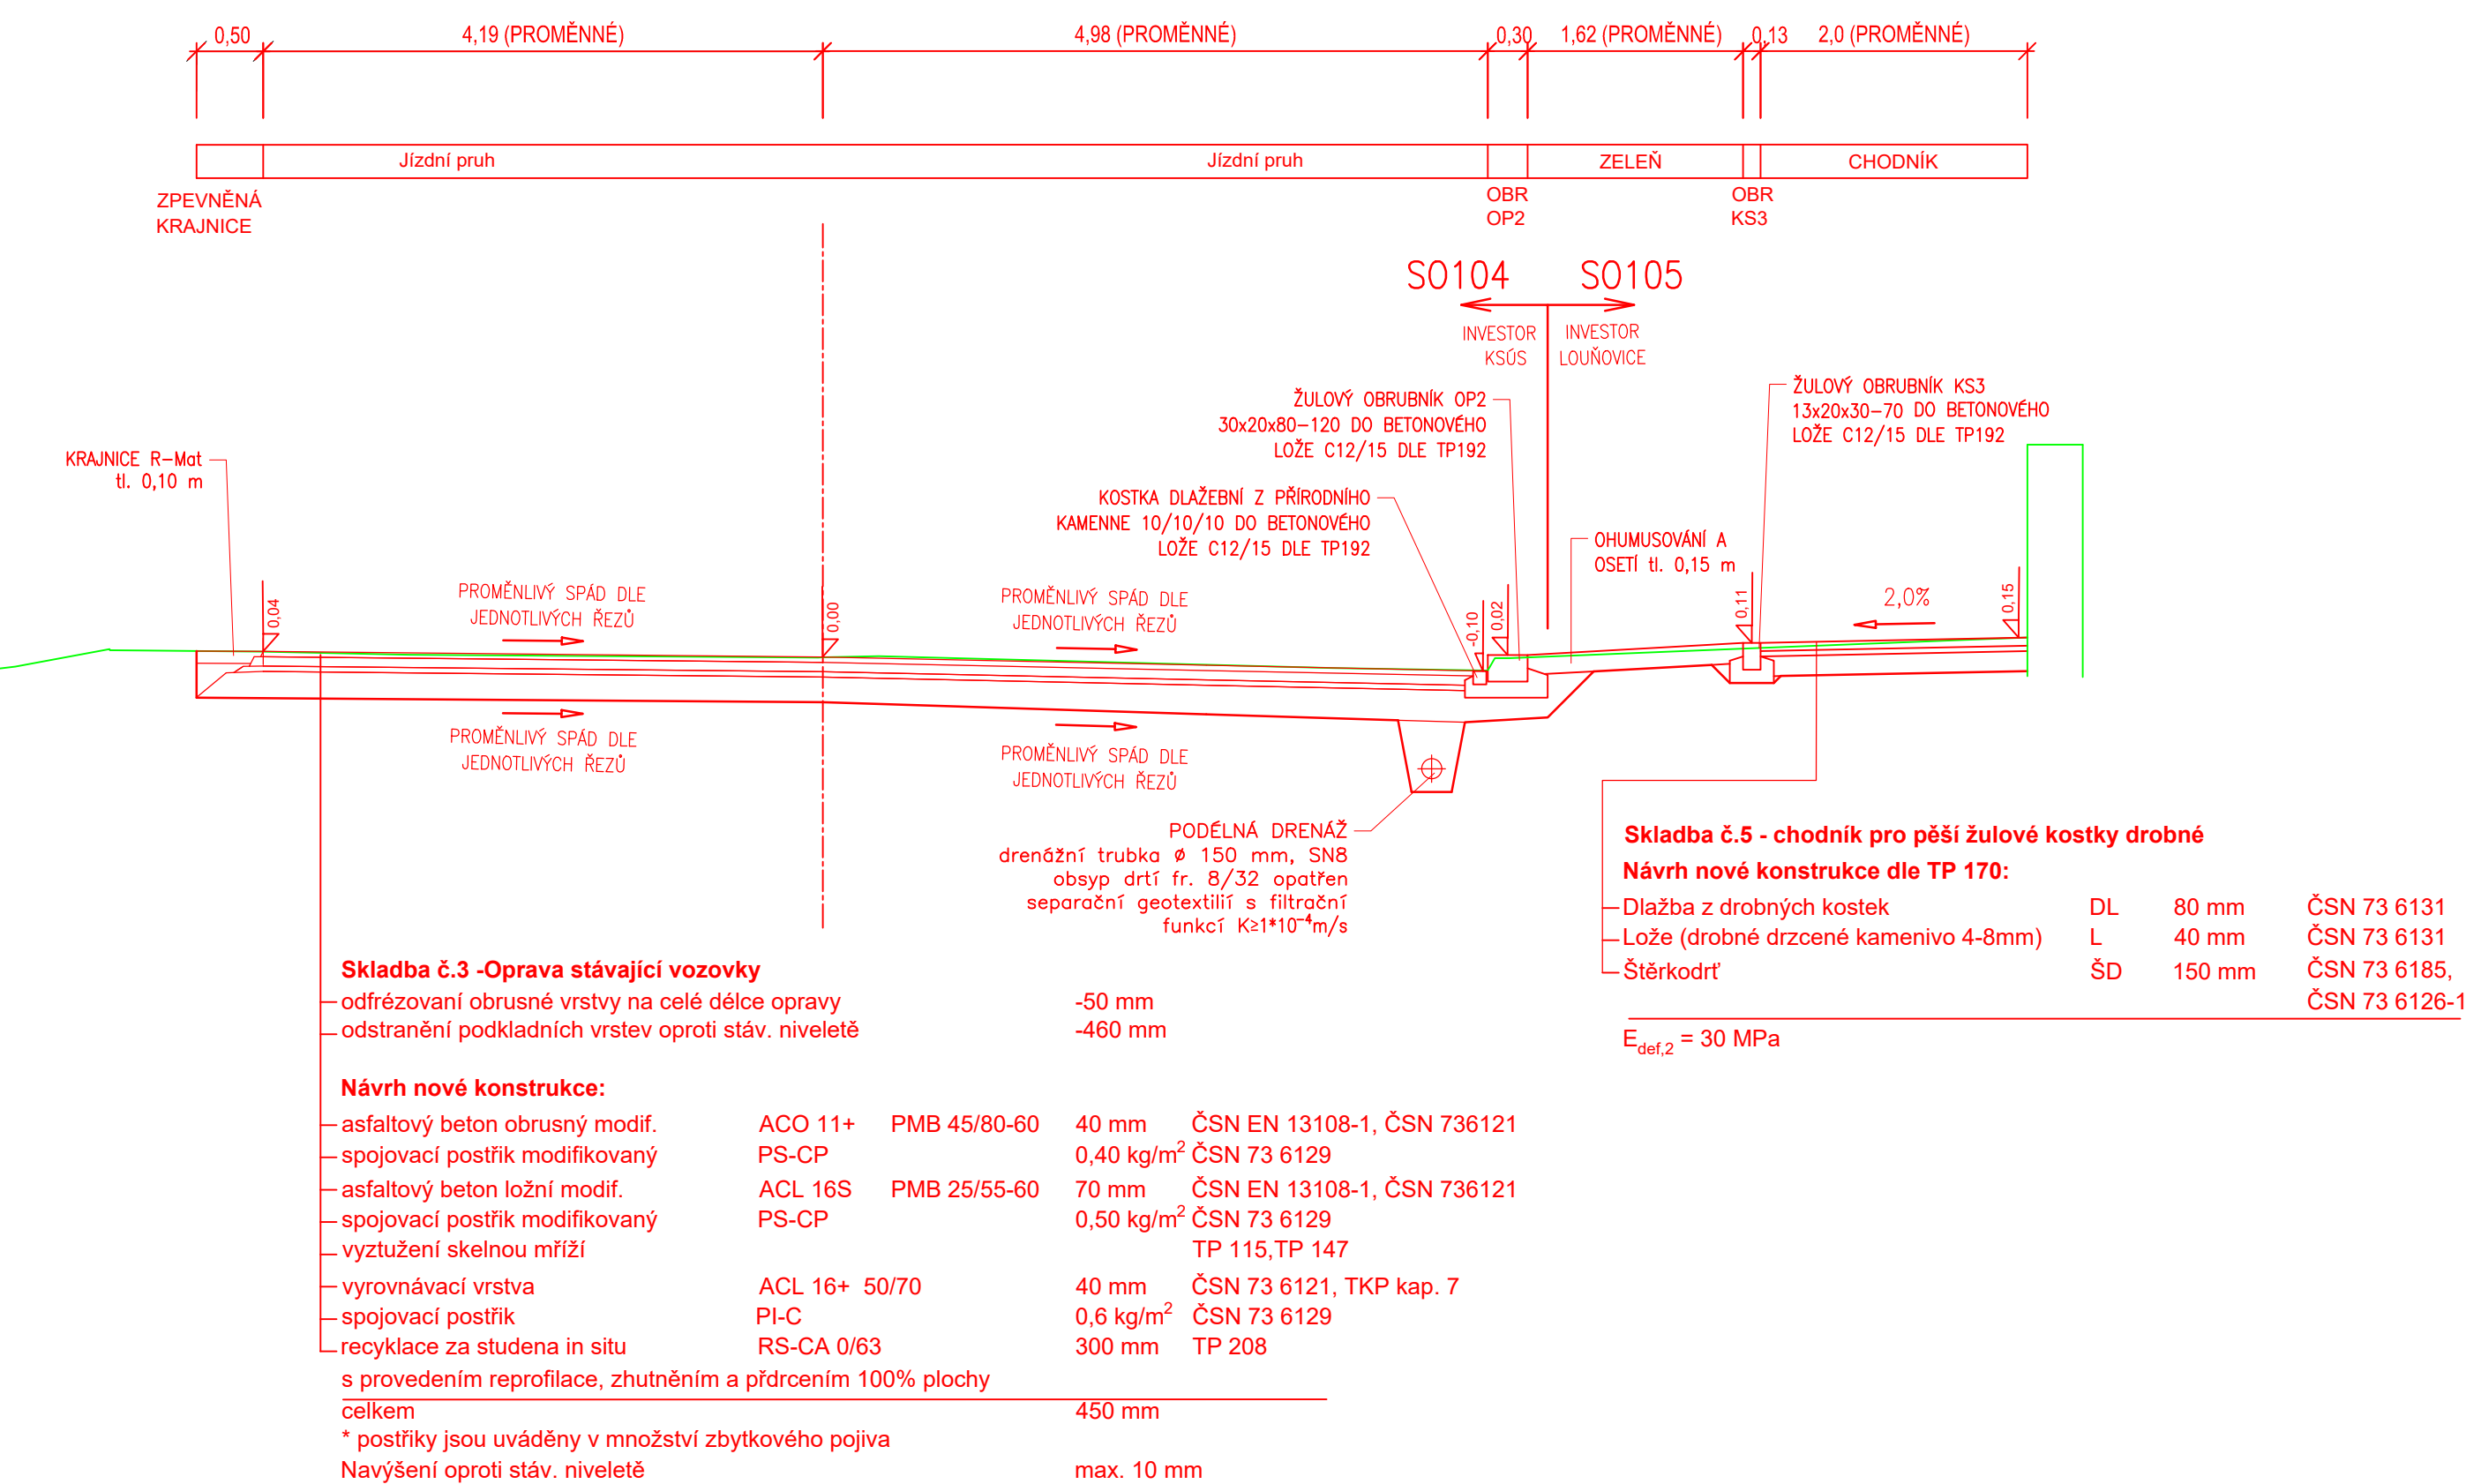 0,50 4,19 (PROMĚNNÉ) 4,98 (PROMĚNNÉ) 0,30 1,62 (PROMĚNNÉ) 0,13 2,0 (PROMĚNNÉ)
Jízdní pruh Jízdní pruh ZELEŇ CHODNÍK
ZPEVNĚNÁ
KRAJNICE
OBR
OP2
OBR
KS3
SO104 SO105
INVESTOR
KSÚS
INVESTOR
LOUŇOVICE
ŽULOVÝ OBRUBNÍK OP2
30x20x80-120 DO BETONOVÉHO
LOŽE C12/15 DLE TP192
ŽULOVÝ OBRUBNÍK KS3
13x20x30-70 DO BETONOVÉHO
LOŽE C12/15 DLE TP192
KRAJNICE R-Mat
tl. 0,10 m
KOSTKA DLAŽEBNÍ Z PŘÍRODNÍHO
KAMENNE 10/10/10 DO BETONOVÉHO
LOŽE C12/15 DLE TP192
OHUMUSOVÁNÍ A
OSETÍ tl. 0,15 m
0,04
PROMĚNLIVÝ SPÁD DLE
JEDNOTLIVÝCH ŘEZŮ
0,00
PROMĚNLIVÝ SPÁD DLE
JEDNOTLIVÝCH ŘEZŮ
-0,10
0,02
0,11
2,0%
0,15
PROMĚNLIVÝ SPÁD DLE
JEDNOTLIVÝCH ŘEZŮ
PROMĚNLIVÝ SPÁD DLE
JEDNOTLIVÝCH ŘEZŮ
PODÉLNÁ DRENÁŽ
drenážní trubka ø 150 mm, SN8
obsyp drtí fr. 8/32 opatřen
separační geotextilií s filtrační
funkcí K≥1*10⁻⁴m/s
Skladba č.5 - chodník pro pěší žulové kostky drobné
Návrh nové konstrukce dle TP 170:
Dlažba z drobných kostek DL 80 mm ČSN 73 6131
Lože (drobné drzcené kamenivo 4-8mm) L 40 mm ČSN 73 6131
Štěrkodrť ŠD 150 mm ČSN 73 6185,
ČSN 73 6126-1
Edef,2 = 30 MPa
Skladba č.3 -Oprava stávající vozovky
odfrézovaní obrusné vrstvy na celé délce opravy -50 mm
odstranění podkladních vrstev oproti stáv. niveletě -460 mm
Návrh nové konstrukce:
asfaltový beton obrusný modif. ACO 11+ PMB 45/80-60 40 mm ČSN EN 13108-1, ČSN 736121
spojovací postřik modifikovaný PS-CP 0,40 kg/m² ČSN 73 6129
asfaltový beton ložní modif. ACL 16S PMB 25/55-60 70 mm ČSN EN 13108-1, ČSN 736121
spojovací postřik modifikovaný PS-CP 0,50 kg/m² ČSN 73 6129
vyztužení skelnou mříží TP 115,TP 147
vyrovnávací vrstva ACL 16+ 50/70 40 mm ČSN 73 6121, TKP kap. 7
spojovací postřik PI-C 0,6 kg/m² ČSN 73 6129
recyklace za studena in situ RS-CA 0/63 300 mm TP 208
s provedením reprofilace, zhutněním a přdrcením 100% plochy
celkem 450 mm
* postřiky jsou uváděny v množství zbytkového pojiva
Navýšení oproti stáv. niveletě max. 10 mm